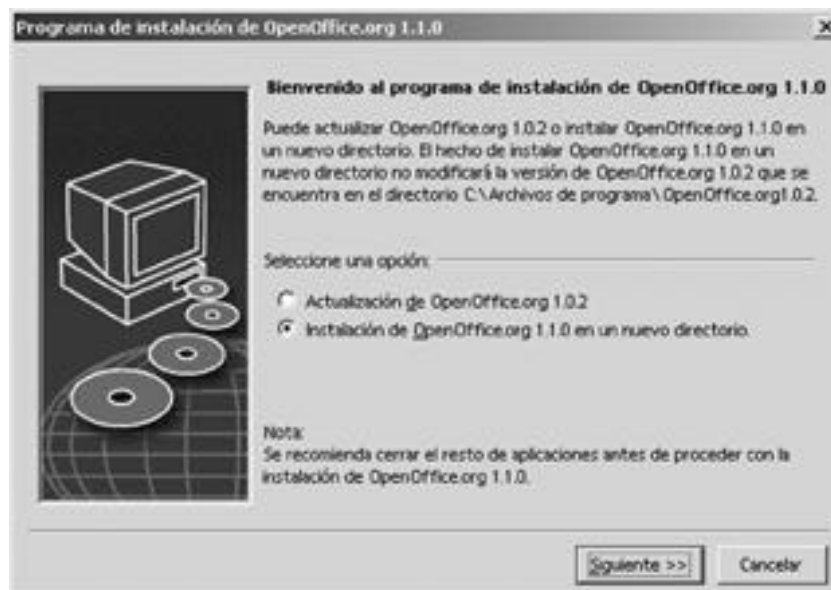 Programa de instalación de OpenOffice.org 1.1.0
Bienvenido al programa de instalación de OpenOffice.org 1.1.0
Puede actualizar OpenOffice.org 1.0.2 o instalar OpenOffice.org 1.1.0 en
un nuevo directorio. El hecho de instalar OpenOffice.org 1.1.0 en un
nuevo directorio no modificará la versión de OpenOffice.org 1.0.2 que se
encuentra en el directorio C:\Archivos de programa\OpenOffice.org1.0.2.
Seleccione una opción:
Actualización de OpenOffice.org 1.0.2
Instalación de OpenOffice.org 1.1.0 en un nuevo directorio.
Nota:
Se recomienda cerrar el resto de aplicaciones antes de proceder con la
instalación de OpenOffice.org 1.1.0.
Siguiente >>
Cancelar